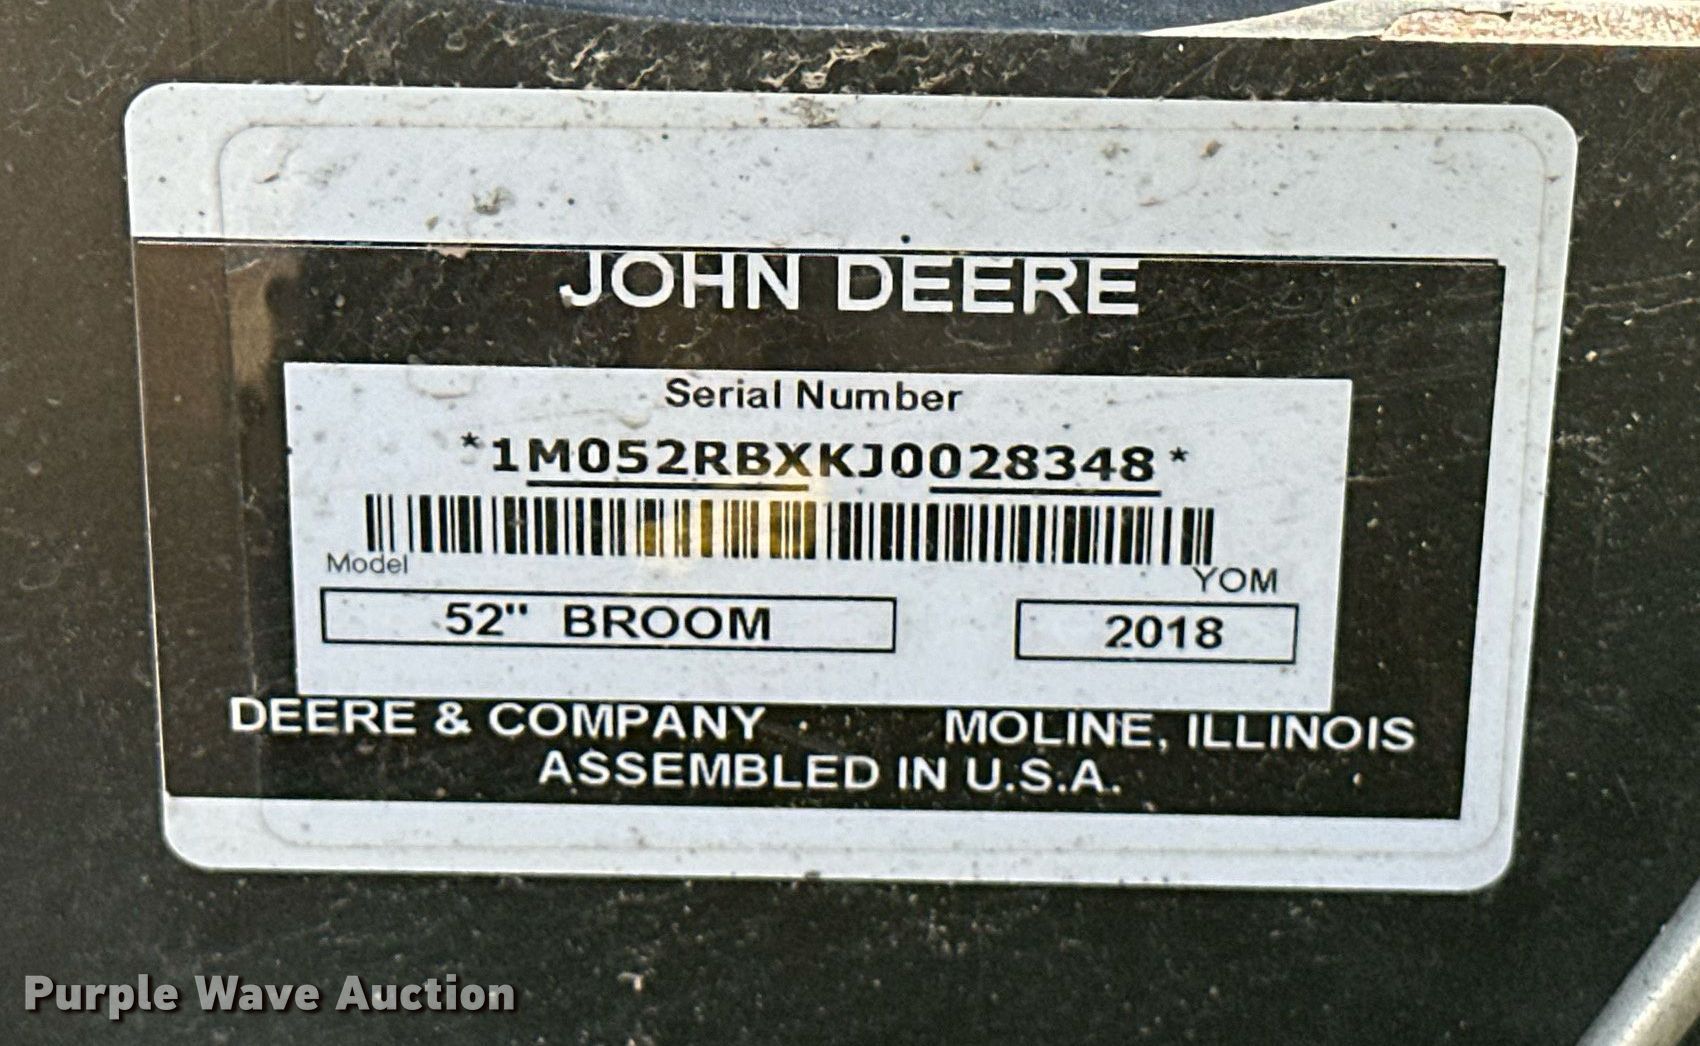 JOHN DEERE
Serial Number
*1M052RBXKJ0028348*
Model
YOM
52" BROOM
2018
DEERE & COMPANY MOLINE, ILLINOIS
ASSEMBLED IN U.S.A.
Purple Wave Auction